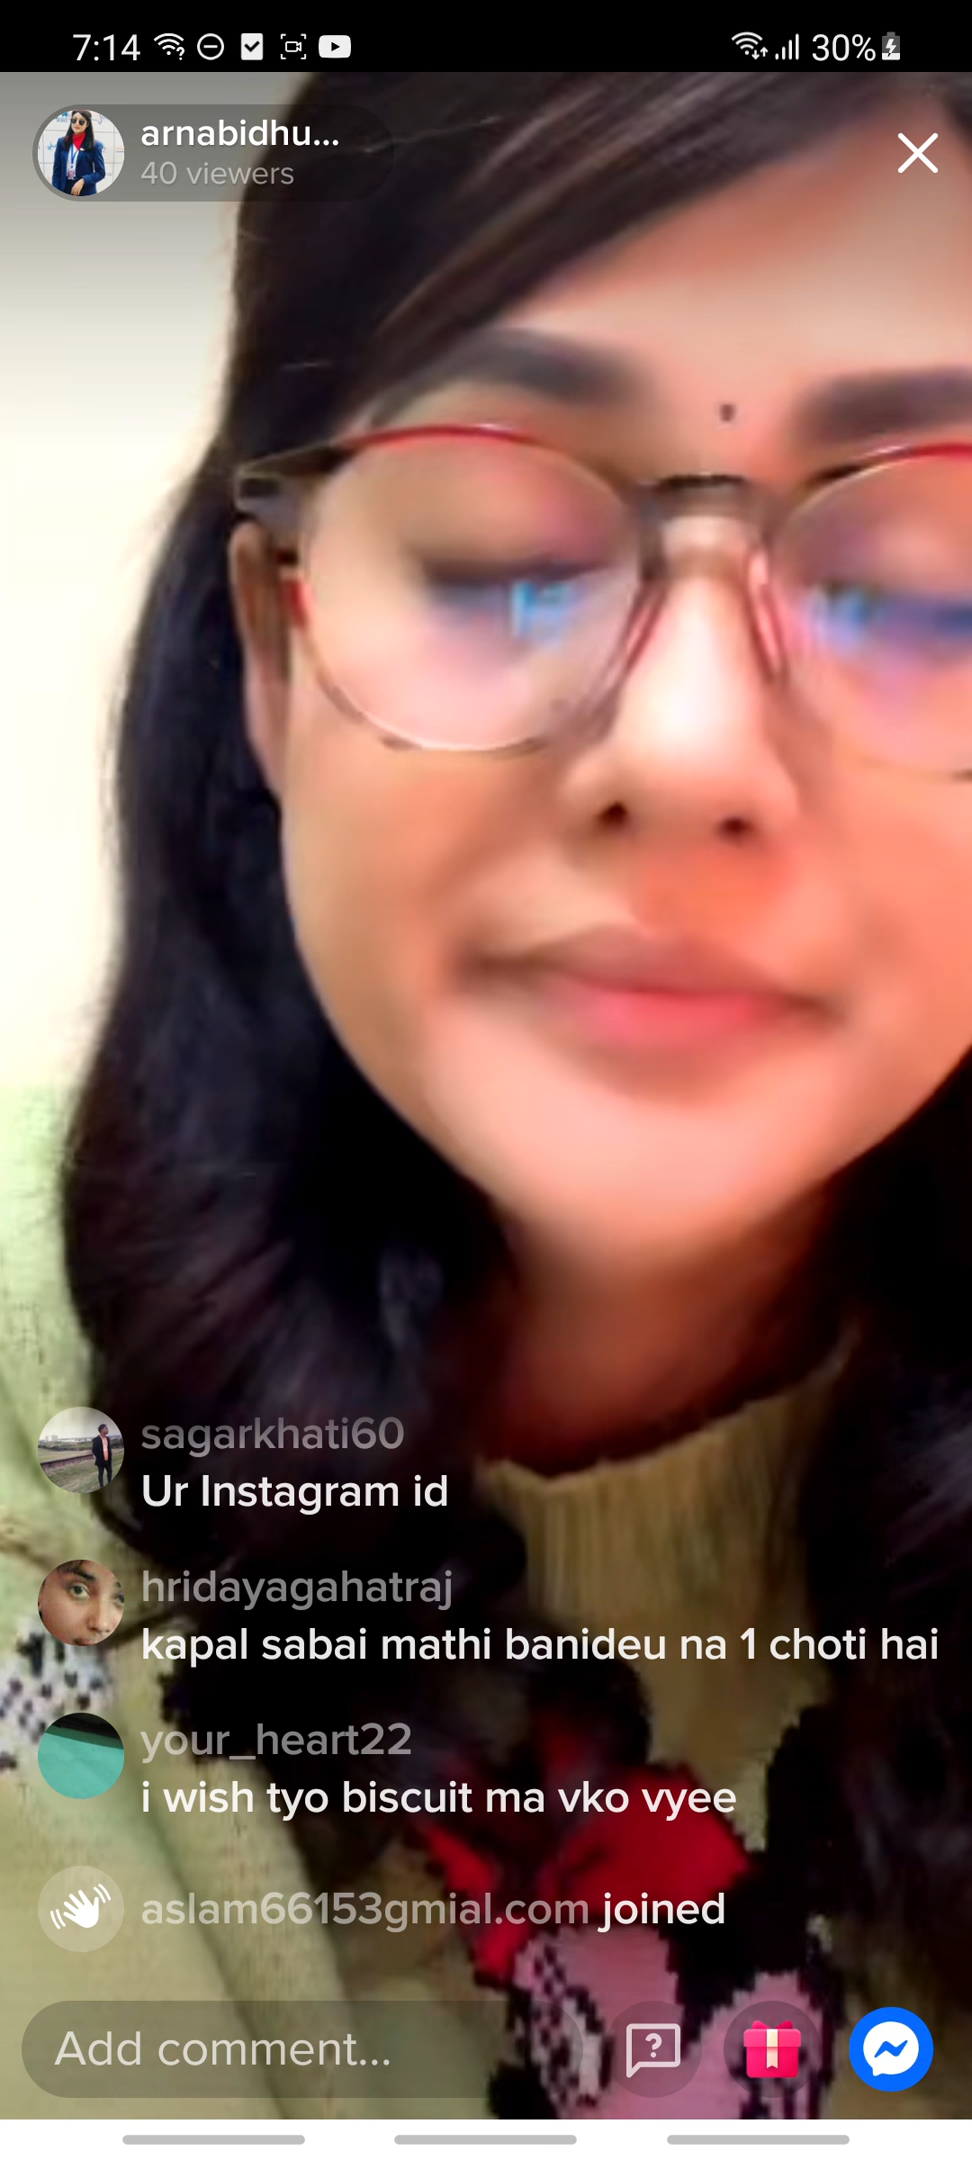 7:14
30%
arnabidhu...
40 viewers
sagarkhati60
Ur Instagram id
hridayagahatraj
kapal sabai mathi banideu na 1 choti hai
your_heart22
i wish tyo biscuit ma vko vyee
aslam66153gmial.com joined
Add comment...